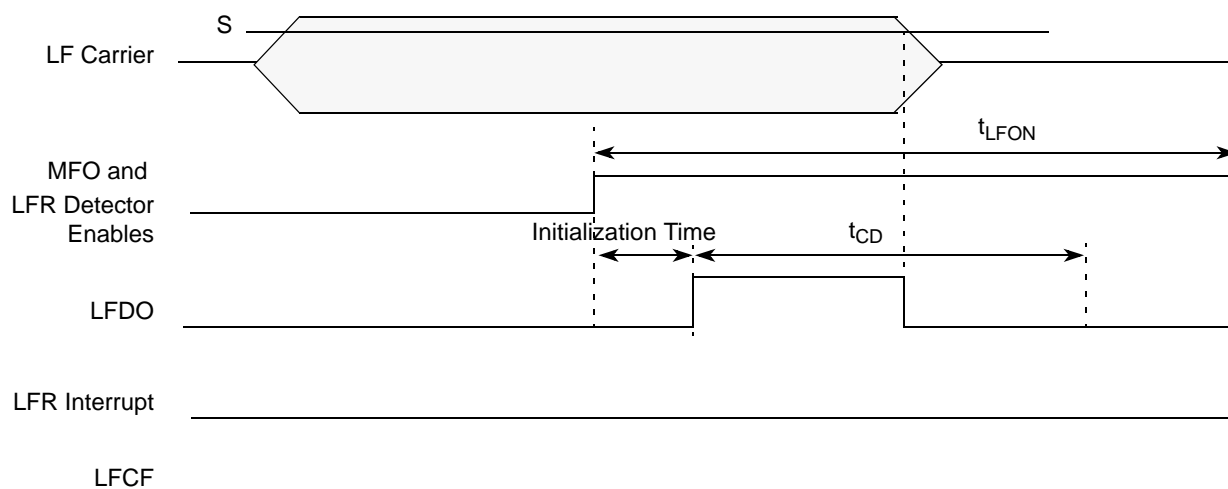 S
LF Carrier
tLFON
MFO and
LFR Detector
Enables
Initialization Time
tCD
LFDO
LFR Interrupt
LFCF